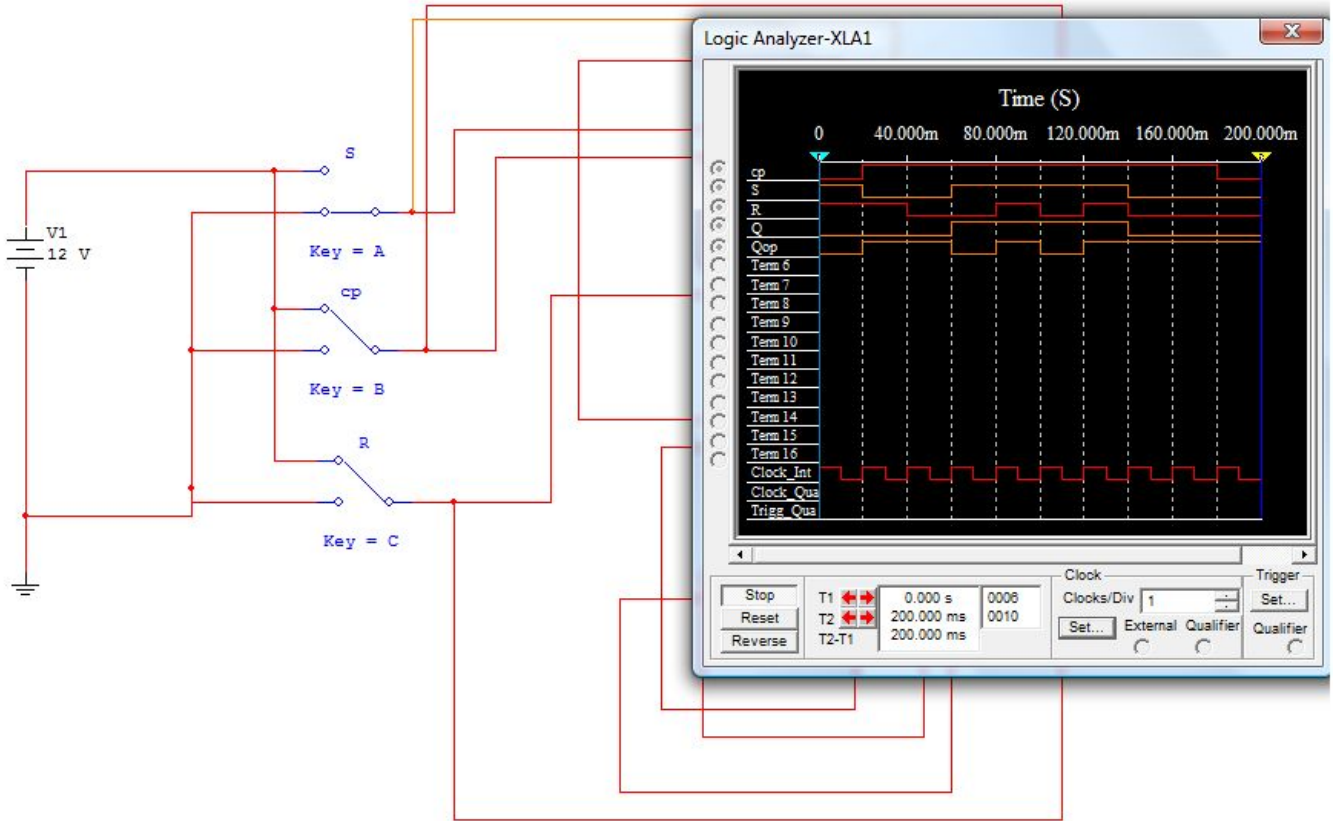 S
Key = A
V1
12 V
cp
Key = B
R
Key = C
Logic Analyzer-XLA1
Time (S)
0 40.000m 80.000m 120.000m 160.000m 200.000m
cp
S
R
Q
Qop
Term 6
Term 7
Term 8
Term 9
Term 10
Term 11
Term 12
Term 13
Term 14
Term 15
Term 16
Clock_Int
Clock_Qua
Trigg_Qua
Stop
Reset
Reverse
T1 0.000 s 0006
T2 200.000 ms 0010
T2-T1 200.000 ms
Clock
Clocks/Div 1
Set... External Qualifier
Trigger
Set...
Qualifier